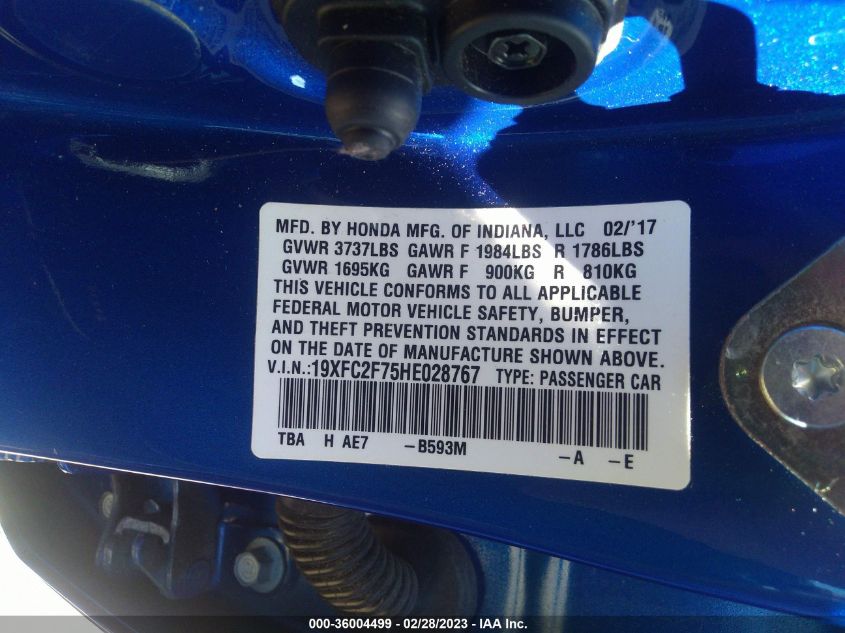 MFD. BY HONDA MFG. OF INDIANA, LLC 02/'17
GVWR 3737LBS GAWR F 1984LBS R 1786LBS
GVWR 1695KG GAWR F 900KG R 810KG
THIS VEHICLE CONFORMS TO ALL APPLICABLE
FEDERAL MOTOR VEHICLE SAFETY, BUMPER,
AND THEFT PREVENTION STANDARDS IN EFFECT
ON THE DATE OF MANUFACTURE SHOWN ABOVE.
V.I.N.:19XFC2F75HE028767 TYPE: PASSENGER CAR
TBA H AE7 -B593M -A -E
000-36004499 - 02/28/2023 - IAA Inc.